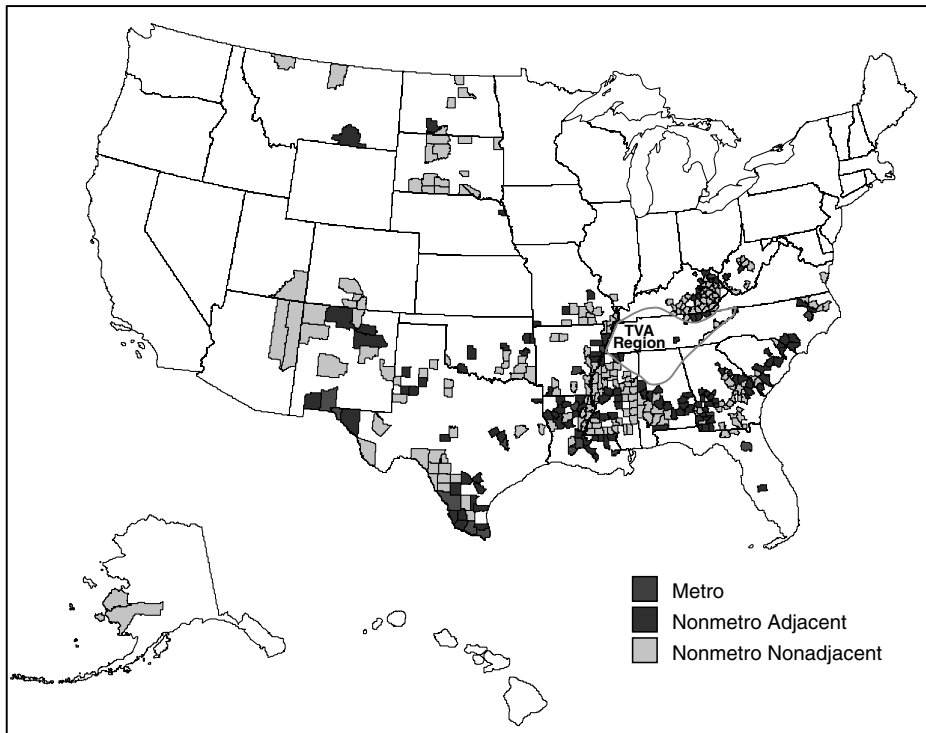 TVA
Region
Metro
Nonmetro Adjacent
Nonmetro Nonadjacent